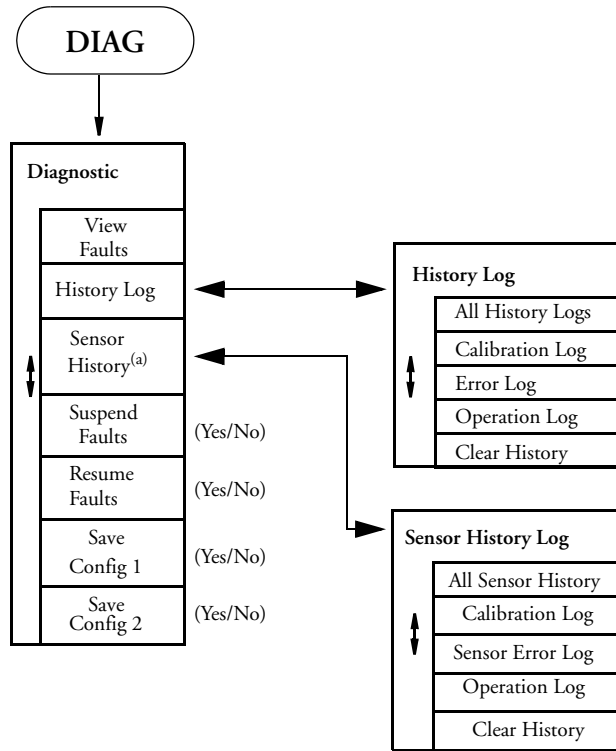 DIAG
Diagnostic
View
Faults
History Log
Sensor
History(a)
Suspend
Faults
(Yes/No)
Resume
Faults
(Yes/No)
Save
Config 1
(Yes/No)
Save
Config 2
(Yes/No)
History Log
All History Logs
Calibration Log
Error Log
Operation Log
Clear History
Sensor History Log
All Sensor History
Calibration Log
Sensor Error Log
Operation Log
Clear History